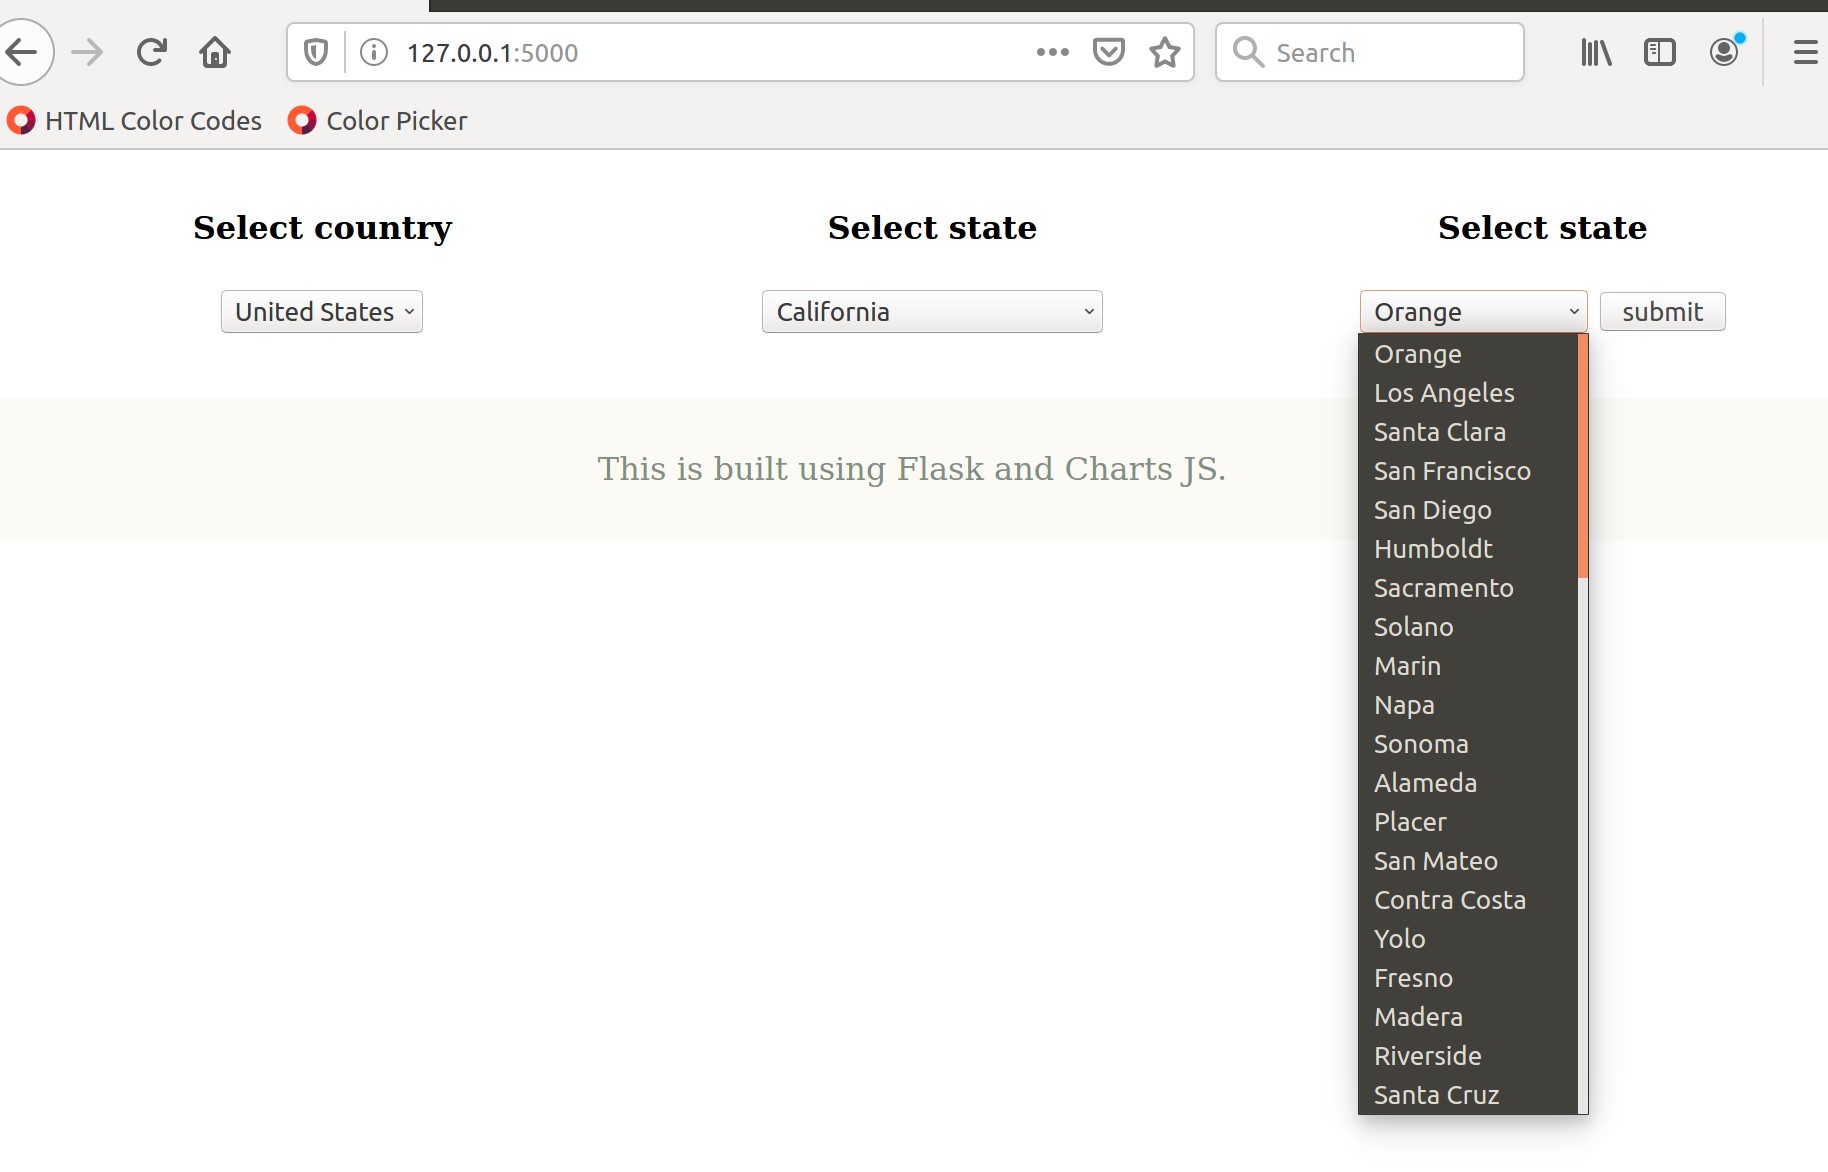 127.0.0.1:5000
Search
HTML Color Codes
Color Picker
Select country
Select state
Select state
United States
California
Orange
submit
Orange
Los Angeles
Santa Clara
San Francisco
San Diego
Humboldt
Sacramento
Solano
Marin
Napa
Sonoma
Alameda
Placer
San Mateo
Contra Costa
Yolo
Fresno
Madera
Riverside
Santa Cruz
This is built using Flask and Charts JS.